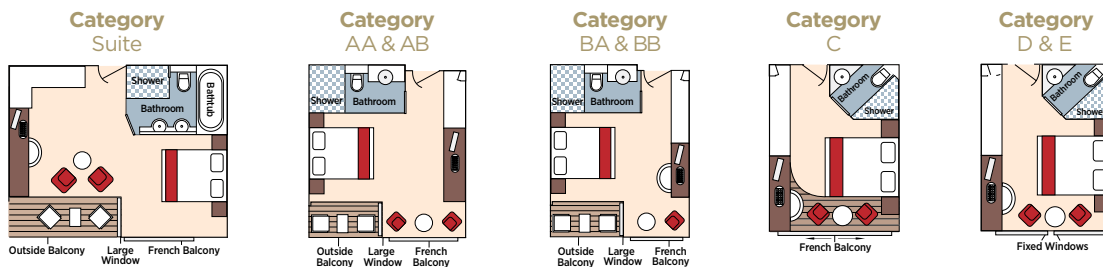 Category
Suite
Shower
Bathroom
Bathtub
Outside Balcony
Large
Window
French Balcony
Category
AA & AB
Shower
Bathroom
Outside
Balcony
Large
Window
French
Balcony
Category
BA & BB
Shower
Bathroom
Outside
Balcony
Large
Window
French
Balcony
Category
C
Bathroom
Shower
French Balcony
Category
D & E
Bathroom
Shower
Fixed Windows